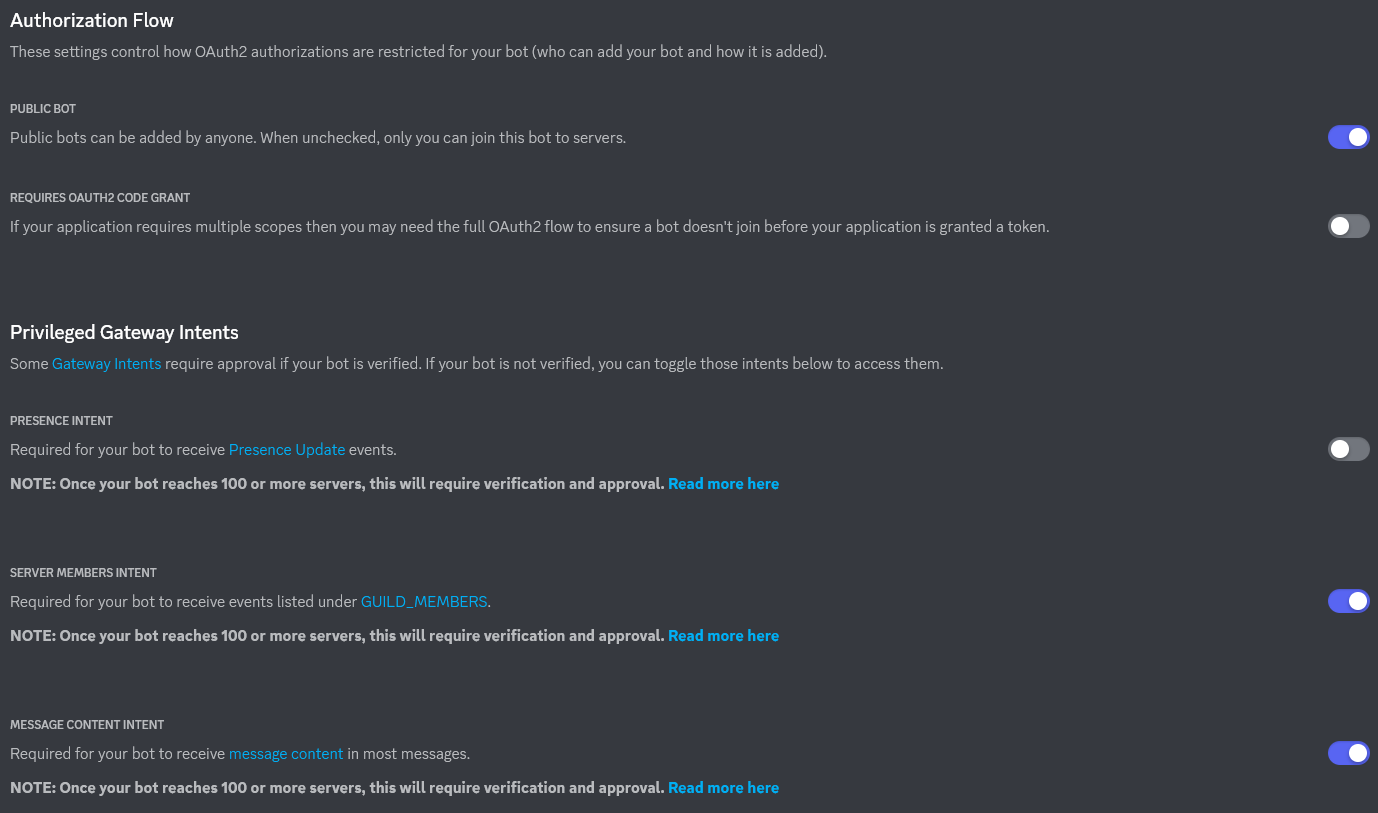 Authorization Flow
These settings control how OAuth2 authorizations are restricted for your bot (who can add your bot and how it is added).
PUBLIC BOT
Public bots can be added by anyone. When unchecked, only you can join this bot to servers.
REQUIRES OAUTH2 CODE GRANT
If your application requires multiple scopes then you may need the full OAuth2 flow to ensure a bot doesn't join before your application is granted a token.
Privileged Gateway Intents
Some Gateway Intents require approval if your bot is verified. If your bot is not verified, you can toggle those intents below to access them.
PRESENCE INTENT
Required for your bot to receive Presence Update events.
NOTE: Once your bot reaches 100 or more servers, this will require verification and approval. Read more here
SERVER MEMBERS INTENT
Required for your bot to receive events listed under GUILD_MEMBERS.
NOTE: Once your bot reaches 100 or more servers, this will require verification and approval. Read more here
MESSAGE CONTENT INTENT
Required for your bot to receive message content in most messages.
NOTE: Once your bot reaches 100 or more servers, this will require verification and approval. Read more here